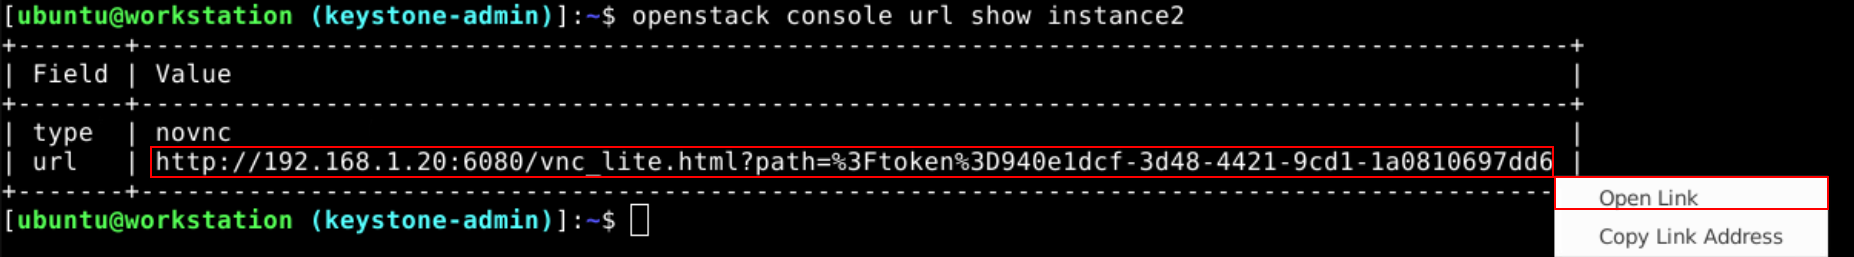 [ubuntu@workstation (keystone-admin)]:~$ openstack console url show instance2
+-------+----------------------------------------------------------------------------------------------+
| Field | Value |
+-------+----------------------------------------------------------------------------------------------+
| type | novnc |
| url | http://192.168.1.20:6080/vnc_lite.html?path=%3Ftoken%3D940e1dcf-3d48-4421-9cd1-1a0810697dd6 |
+-------+----------------------------------------------------------------------------------------------
Open Link
[ubuntu@workstation (keystone-admin)]:~$
Copy Link Address